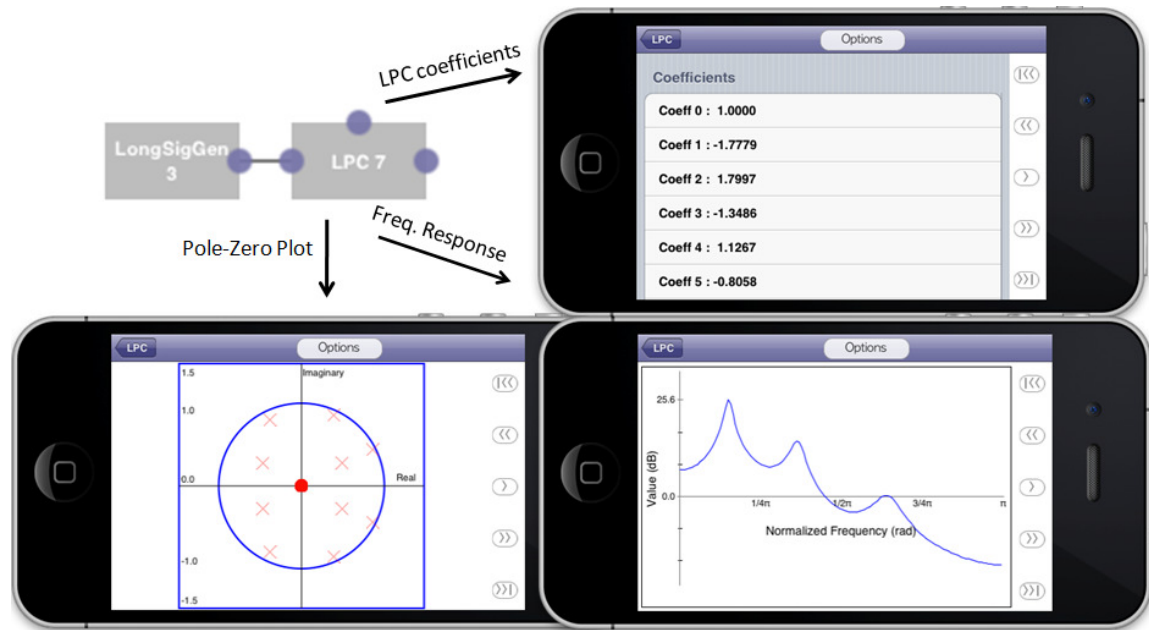 LPC coefficients
LongSigGen
3
LPC 7
Pole-Zero Plot
Freq. Response
LPC
Options
Coefficients
Coeff 0 : 1.0000
Coeff 1 : -1.7779
Coeff 2 : 1.7997
Coeff 3 : -1.3486
Coeff 4 : 1.1267
Coeff 5 : -0.8058
LPC
Options
1.5
Imaginary
1.0
0.0
Real
-1.0
-1.5
LPC
Options
25.6
Value (dB)
0.0
1/4π
1/2π
3/4π
π
Normalized Frequency (rad)